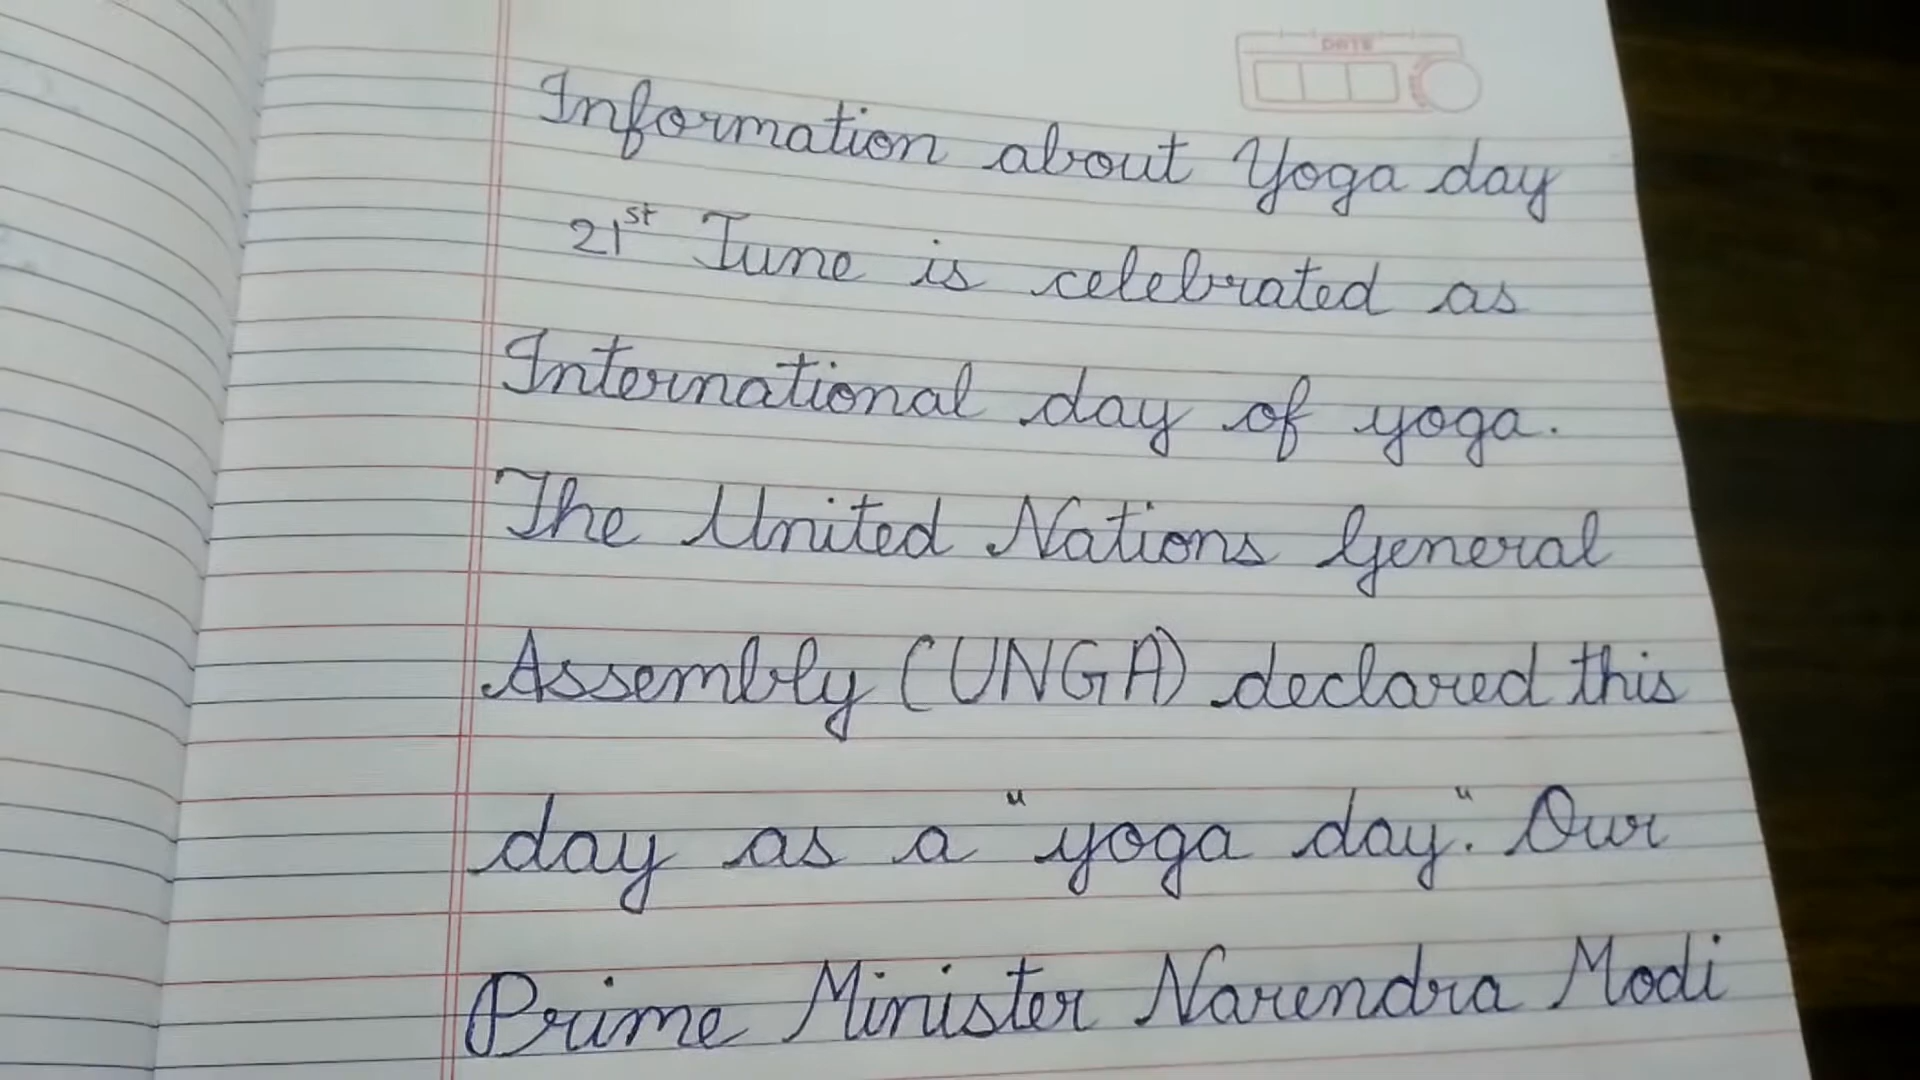 DATE
Information about Yoga day
21st June is celebrated as
International day of yoga.
The United Nations General
Assembly (UNGA) declared this
day as a "yoga day". Our
Prime Minister Narendra Modi